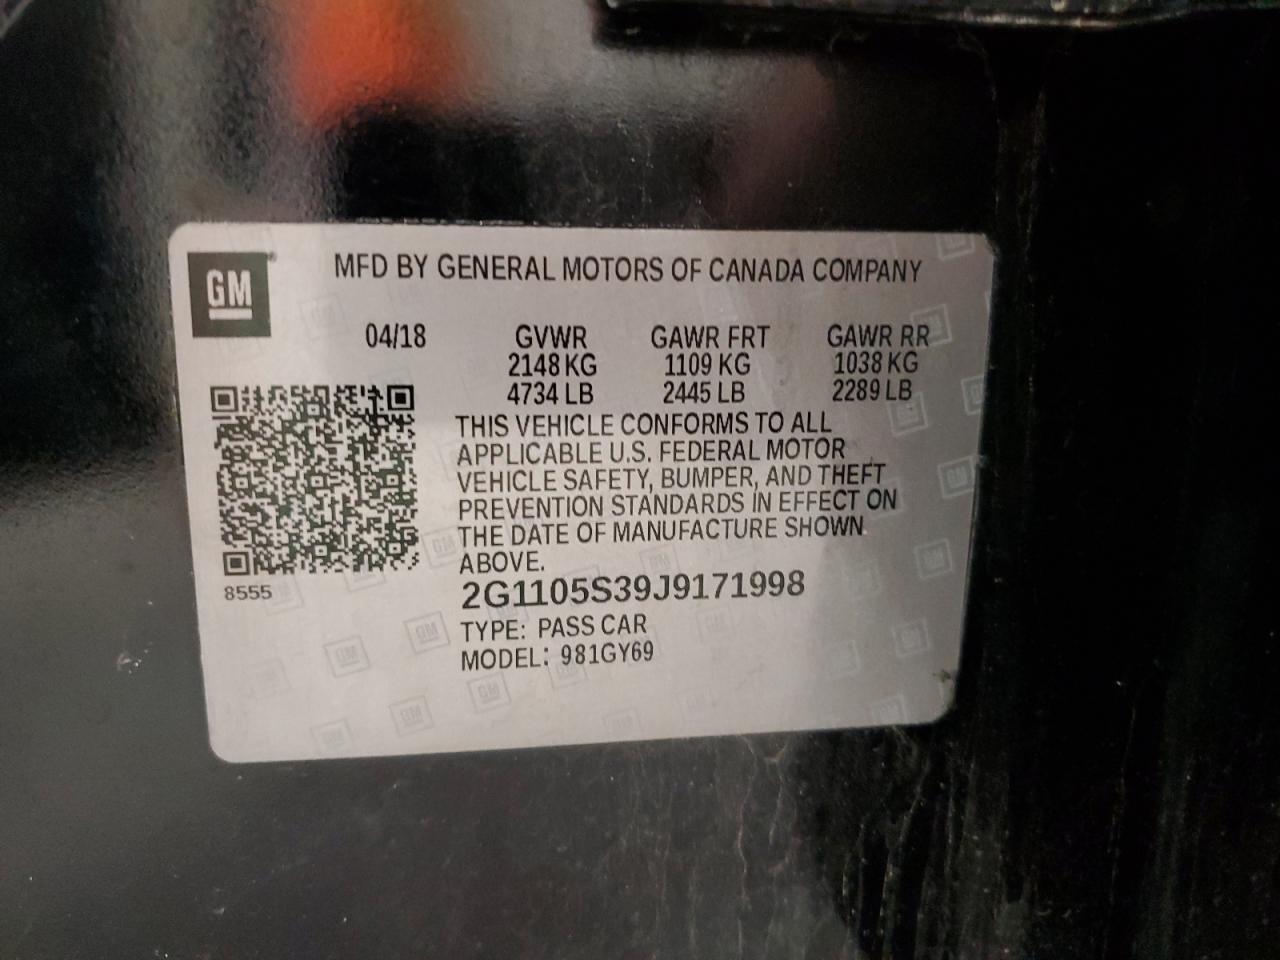 GM
MFD BY GENERAL MOTORS OF CANADA COMPANY
04/18 GVWR GAWR FRT GAWR RR
2148 KG 1109 KG 1038 KG
4734 LB 2445 LB 2289 LB
THIS VEHICLE CONFORMS TO ALL
APPLICABLE U.S. FEDERAL MOTOR
VEHICLE SAFETY, BUMPER, AND THEFT
PREVENTION STANDARDS IN EFFECT ON
THE DATE OF MANUFACTURE SHOWN
ABOVE.
8555
2G1105S39J9171998
TYPE: PASS CAR
MODEL: 981GY69